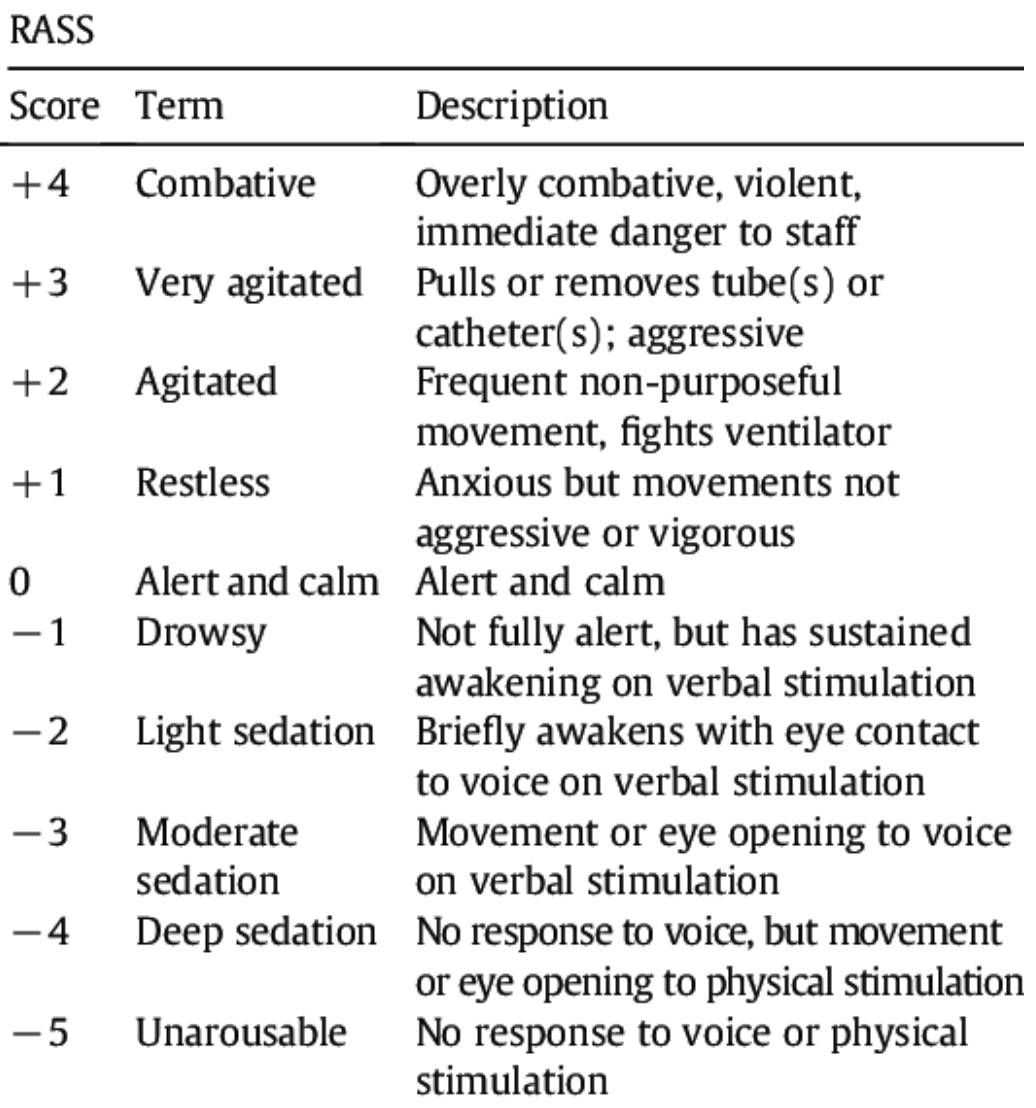 RASS
Score Term Description
+4 Combative Overly combative, violent,
immediate danger to staff
+3 Very agitated Pulls or removes tube(s) or
catheter(s); aggressive
+2 Agitated Frequent non-purposeful
movement, fights ventilator
+1 Restless Anxious but movements not
aggressive or vigorous
0 Alert and calm Alert and calm
−1 Drowsy Not fully alert, but has sustained
awakening on verbal stimulation
−2 Light sedation Briefly awakens with eye contact
to voice on verbal stimulation
−3 Moderate Movement or eye opening to voice
sedation on verbal stimulation
−4 Deep sedation No response to voice, but movement
or eye opening to physical stimulation
−5 Unarousable No response to voice or physical
stimulation